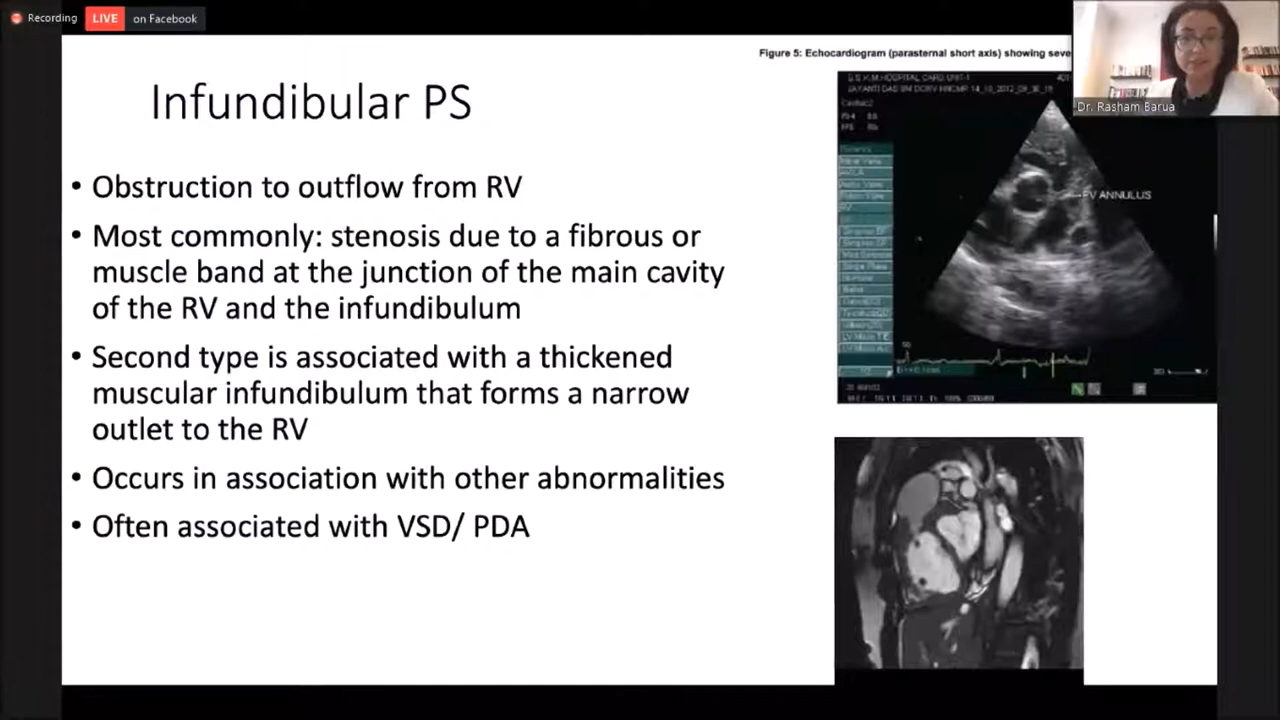 Recording
LIVE
on Facebook
Figure 5: Echocardiogram (parasternal short axis) showing
Infundibular PS
Dr. Rasham Barua
PV ANNULUS
• Obstruction to outflow from RV
• Most commonly: stenosis due to a fibrous or
muscle band at the junction of the main cavity
of the RV and the infundibulum
• Second type is associated with a thickened
muscular infundibulum that forms a narrow
outlet to the RV
• Occurs in association with other abnormalities
• Often associated with VSD/ PDA